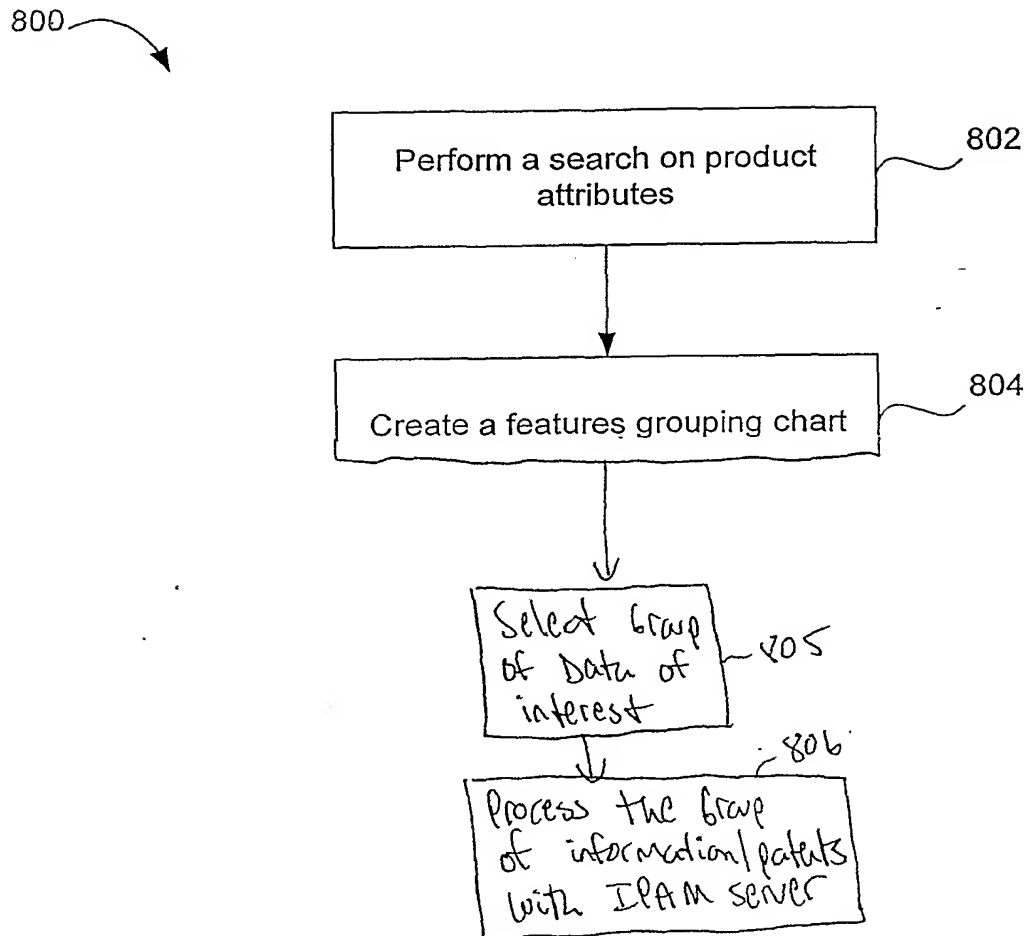 800
Perform a search on product
attributes
802
Create a features grouping chart
804
Select Group
of Data of
interest
805
Process the Group
of information/patents
with IPAM server
806